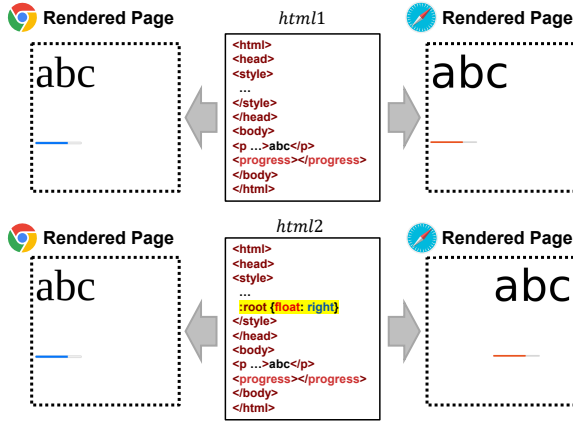 Rendered Page
html1
Rendered Page
abc
<html>
<head>
<style>
…
</style>
</head>
<body>
<p …>abc</p>
<progress></progress>
</body>
</html>
abc
Rendered Page
html2
Rendered Page
abc
<html>
<head>
<style>
…
:root {float: right}
</style>
</head>
<body>
<p …>abc</p>
<progress></progress>
</body>
</html>
abc